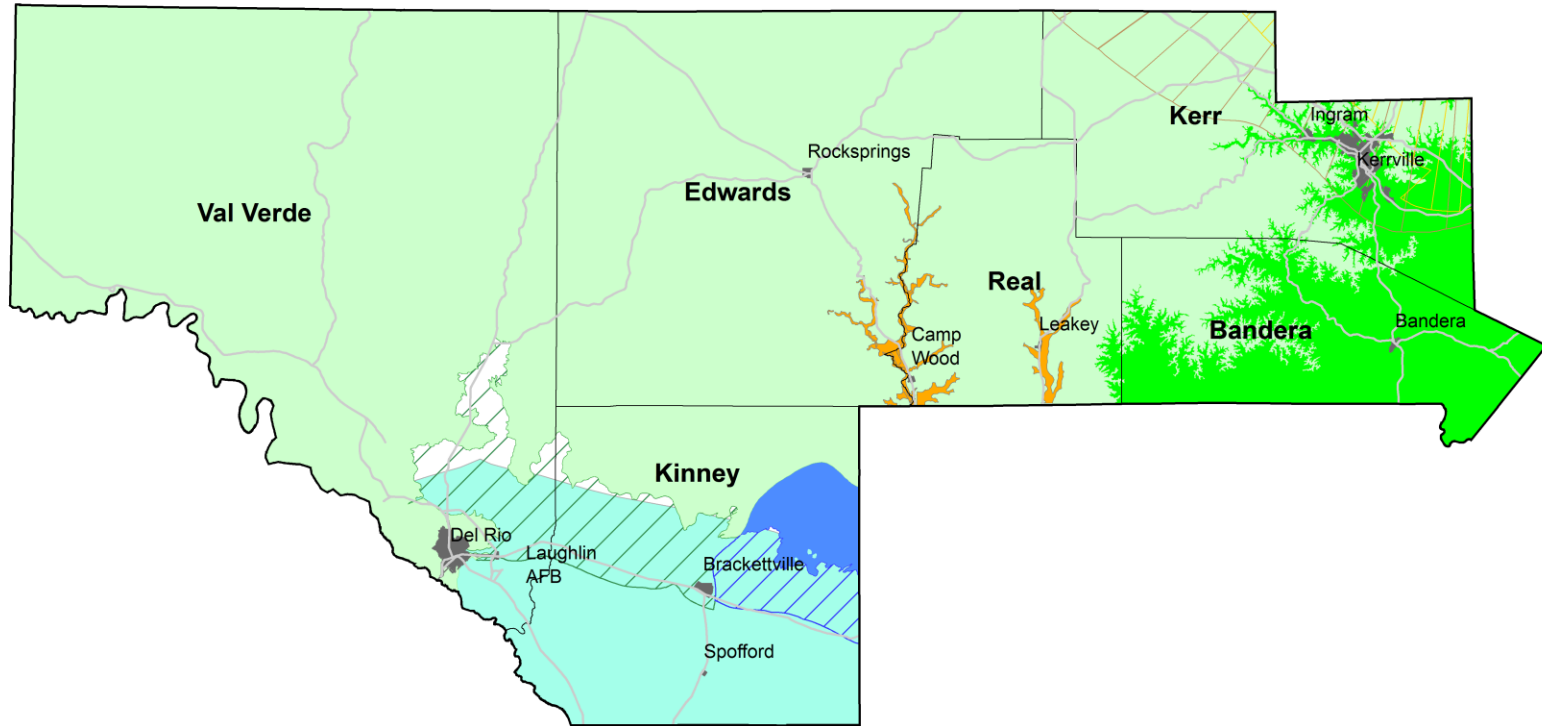 Kerr
Ingram
Kerrville
Rocksprings
Edwards
Val Verde
Real
Leakey
Camp
Wood
Bandera
Bandera
Kinney
Del Rio
Laughlin
AFB
Brackettville
Spofford